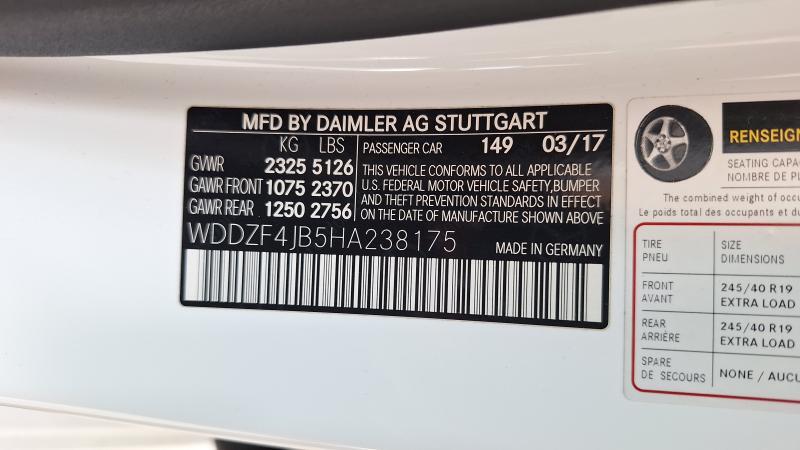 MFD BY DAIMLER AG STUTTGART
KG LBS
GVWR 2325 5126
GAWR FRONT 1075 2370
GAWR REAR 1250 2756
PASSENGER CAR 149 03/17
THIS VEHICLE CONFORMS TO ALL APPLICABLE
U.S. FEDERAL MOTOR VEHICLE SAFETY, BUMPER
AND THEFT PREVENTION STANDARDS IN EFFECT
ON THE DATE OF MANUFACTURE SHOWN ABOVE
WDDZF4JB5HA238175
MADE IN GERMANY
SEATING
NOMBRE DE
The combined weight of
Le poids total des occupants et
TIRE SIZE
PNEU DIMENSIONS
FRONT 245/40 R19
AVANT EXTRA LOAD
REAR 245/40 R19
ARRIÈRE EXTRA LOAD
SPARE
DE SECOURS NONE /